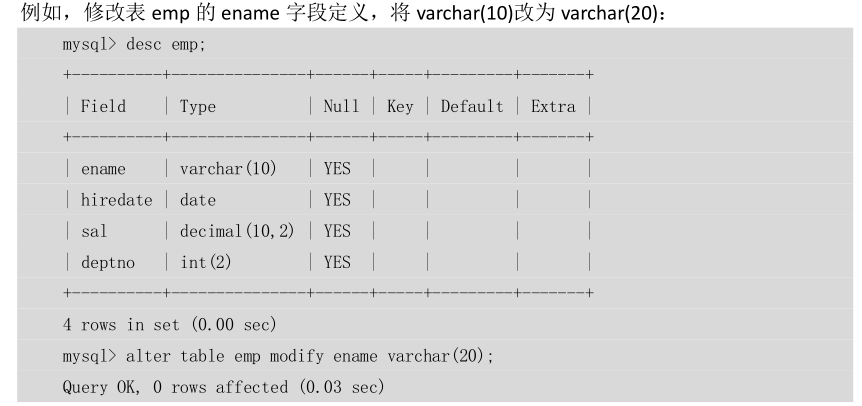 例如，修改表 emp 的 ename 字段定义，将 varchar(10)改为 varchar(20)：
mysql> desc emp;
+----------+---------------+------+-----+---------+-------+
| Field    | Type          | Null | Key | Default | Extra |
+----------+---------------+------+-----+---------+-------+
| ename    | varchar(10)   | YES  |     |         |       |
| hiredate | date          | YES  |     |         |       |
| sal      | decimal(10,2) | YES  |     |         |       |
| deptno   | int(2)        | YES  |     |         |       |
+----------+---------------+------+-----+---------+-------+
4 rows in set (0.00 sec)
mysql> alter table emp modify ename varchar(20);
Query OK, 0 rows affected (0.03 sec)